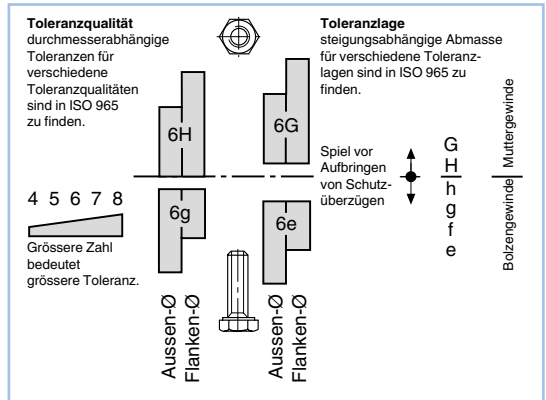 Toleranzqualität
durchmesserabhängige
Toleranzen für
verschiedene
Toleranzqualitäten
sind in ISO 965
zu finden.
Toleranzlage
steigungsabhängige Abmasse
für verschiedene Toleranz-
lagen sind in ISO 965 zu
finden.
6H
6G
Spiel vor
Aufbringen
von Schutz-
überzügen
G
H
h
g
f
e
Muttergewinde
Bolzengewinde
4 5 6 7 8
Grössere Zahl
bedeutet
grössere Toleranz.
6g
6e
Aussen-Ø
Flanken-Ø
Aussen-Ø
Flanken-Ø